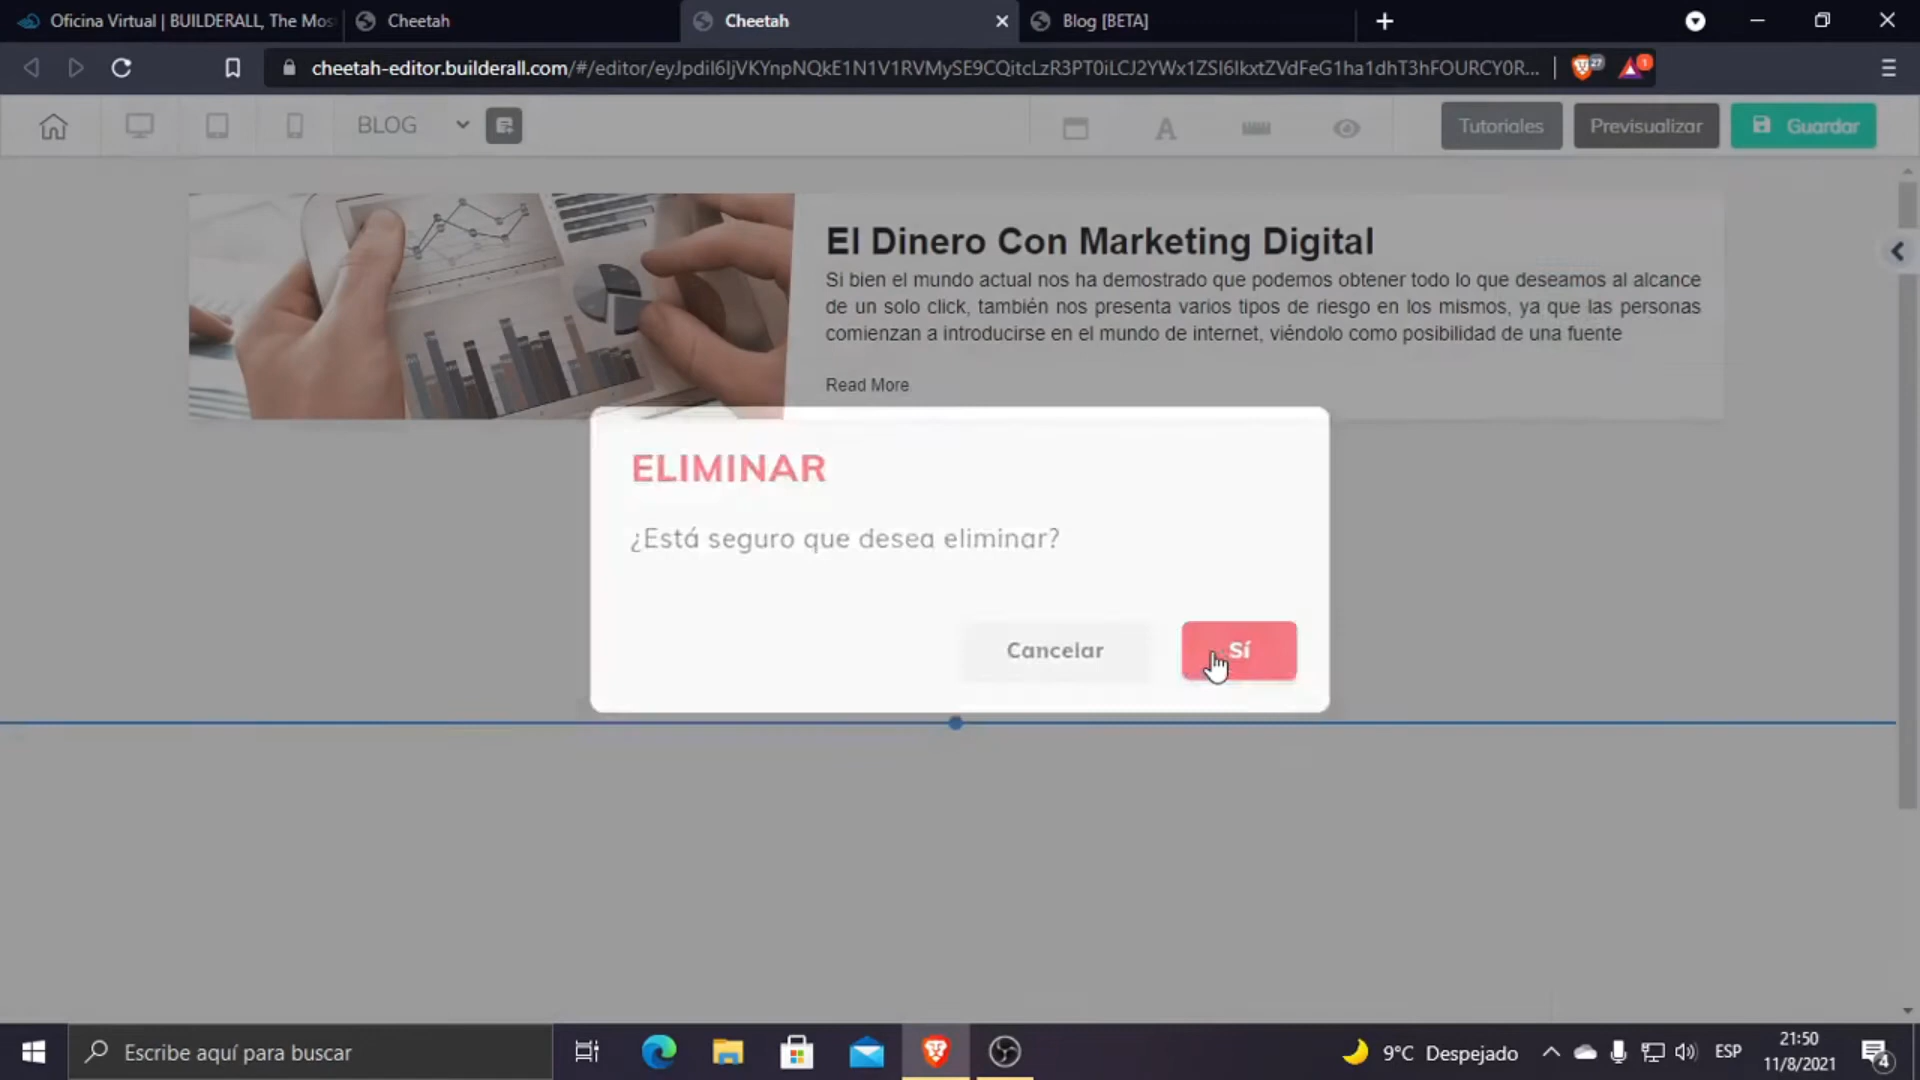 Oficina Virtual | BUILDERALL, The Mos
Cheetah
Cheetah
Blog [BETA]
cheetah-editor.builderall.com/#/editor/
27
1
BLOG
A
Tutoriales
Previsualizar
Guardar
El Dinero Con Marketing Digital
Si bien el mundo actual nos ha demostrado que podemos obtener todo lo que deseamos al alcance
de un solo click, también nos presenta varios tipos de riesgo en los mismos, ya que las personas
comienzan a introducirse en el mundo de internet, viéndolo como posibilidad de una fuente
Read More
ELIMINAR
¿Está seguro que desea eliminar?
Cancelar
Sí
Escribe aquí para buscar
9°C Despejado
ESP
21:50
11/8/2021
4